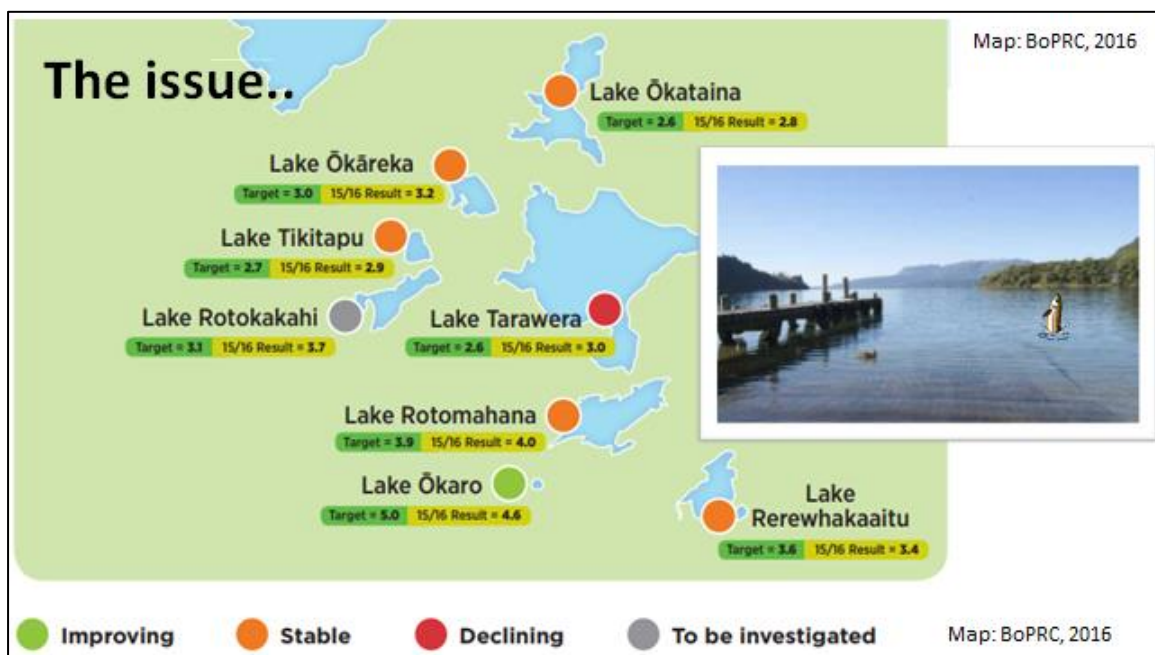 The issue..
Map: BoPRC, 2016
Lake Ōkataina
Target = 2.6 15/16 Result = 2.8
Lake Ōkāreka
Target = 3.0 15/16 Result = 3.2
Lake Tikitapu
Target = 2.7 15/16 Result = 2.9
Lake Rotokakahi
Target = 3.1 15/16 Result = 3.7
Lake Tarawera
Target = 2.6 15/16 Result = 3.0
Lake Rotomahana
Target = 3.9 15/16 Result = 4.0
Lake Ōkaro
Target = 5.0 15/16 Result = 4.6
Lake
Rerewhakaaitu
Target = 3.6 15/16 Result = 3.4
Improving
Stable
Declining
To be investigated
Map: BoPRC, 2016